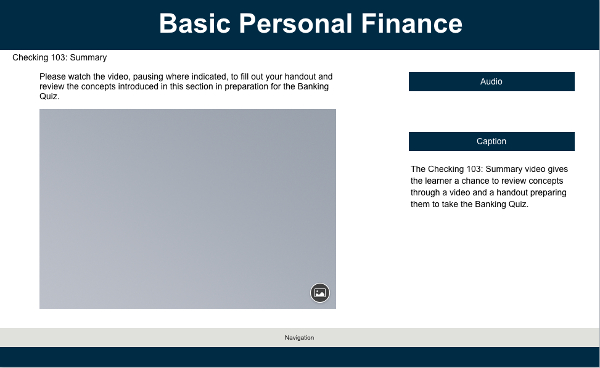 Basic Personal Finance
Checking 103: Summary
Please watch the video, pausing where indicated, to fill out your handout and
review the concepts introduced in this section in preparation for the Banking
Quiz.
Audio
Caption
The Checking 103: Summary video gives
the learner a chance to review concepts
through a video and a handout preparing
them to take the Banking Quiz.
Navigation